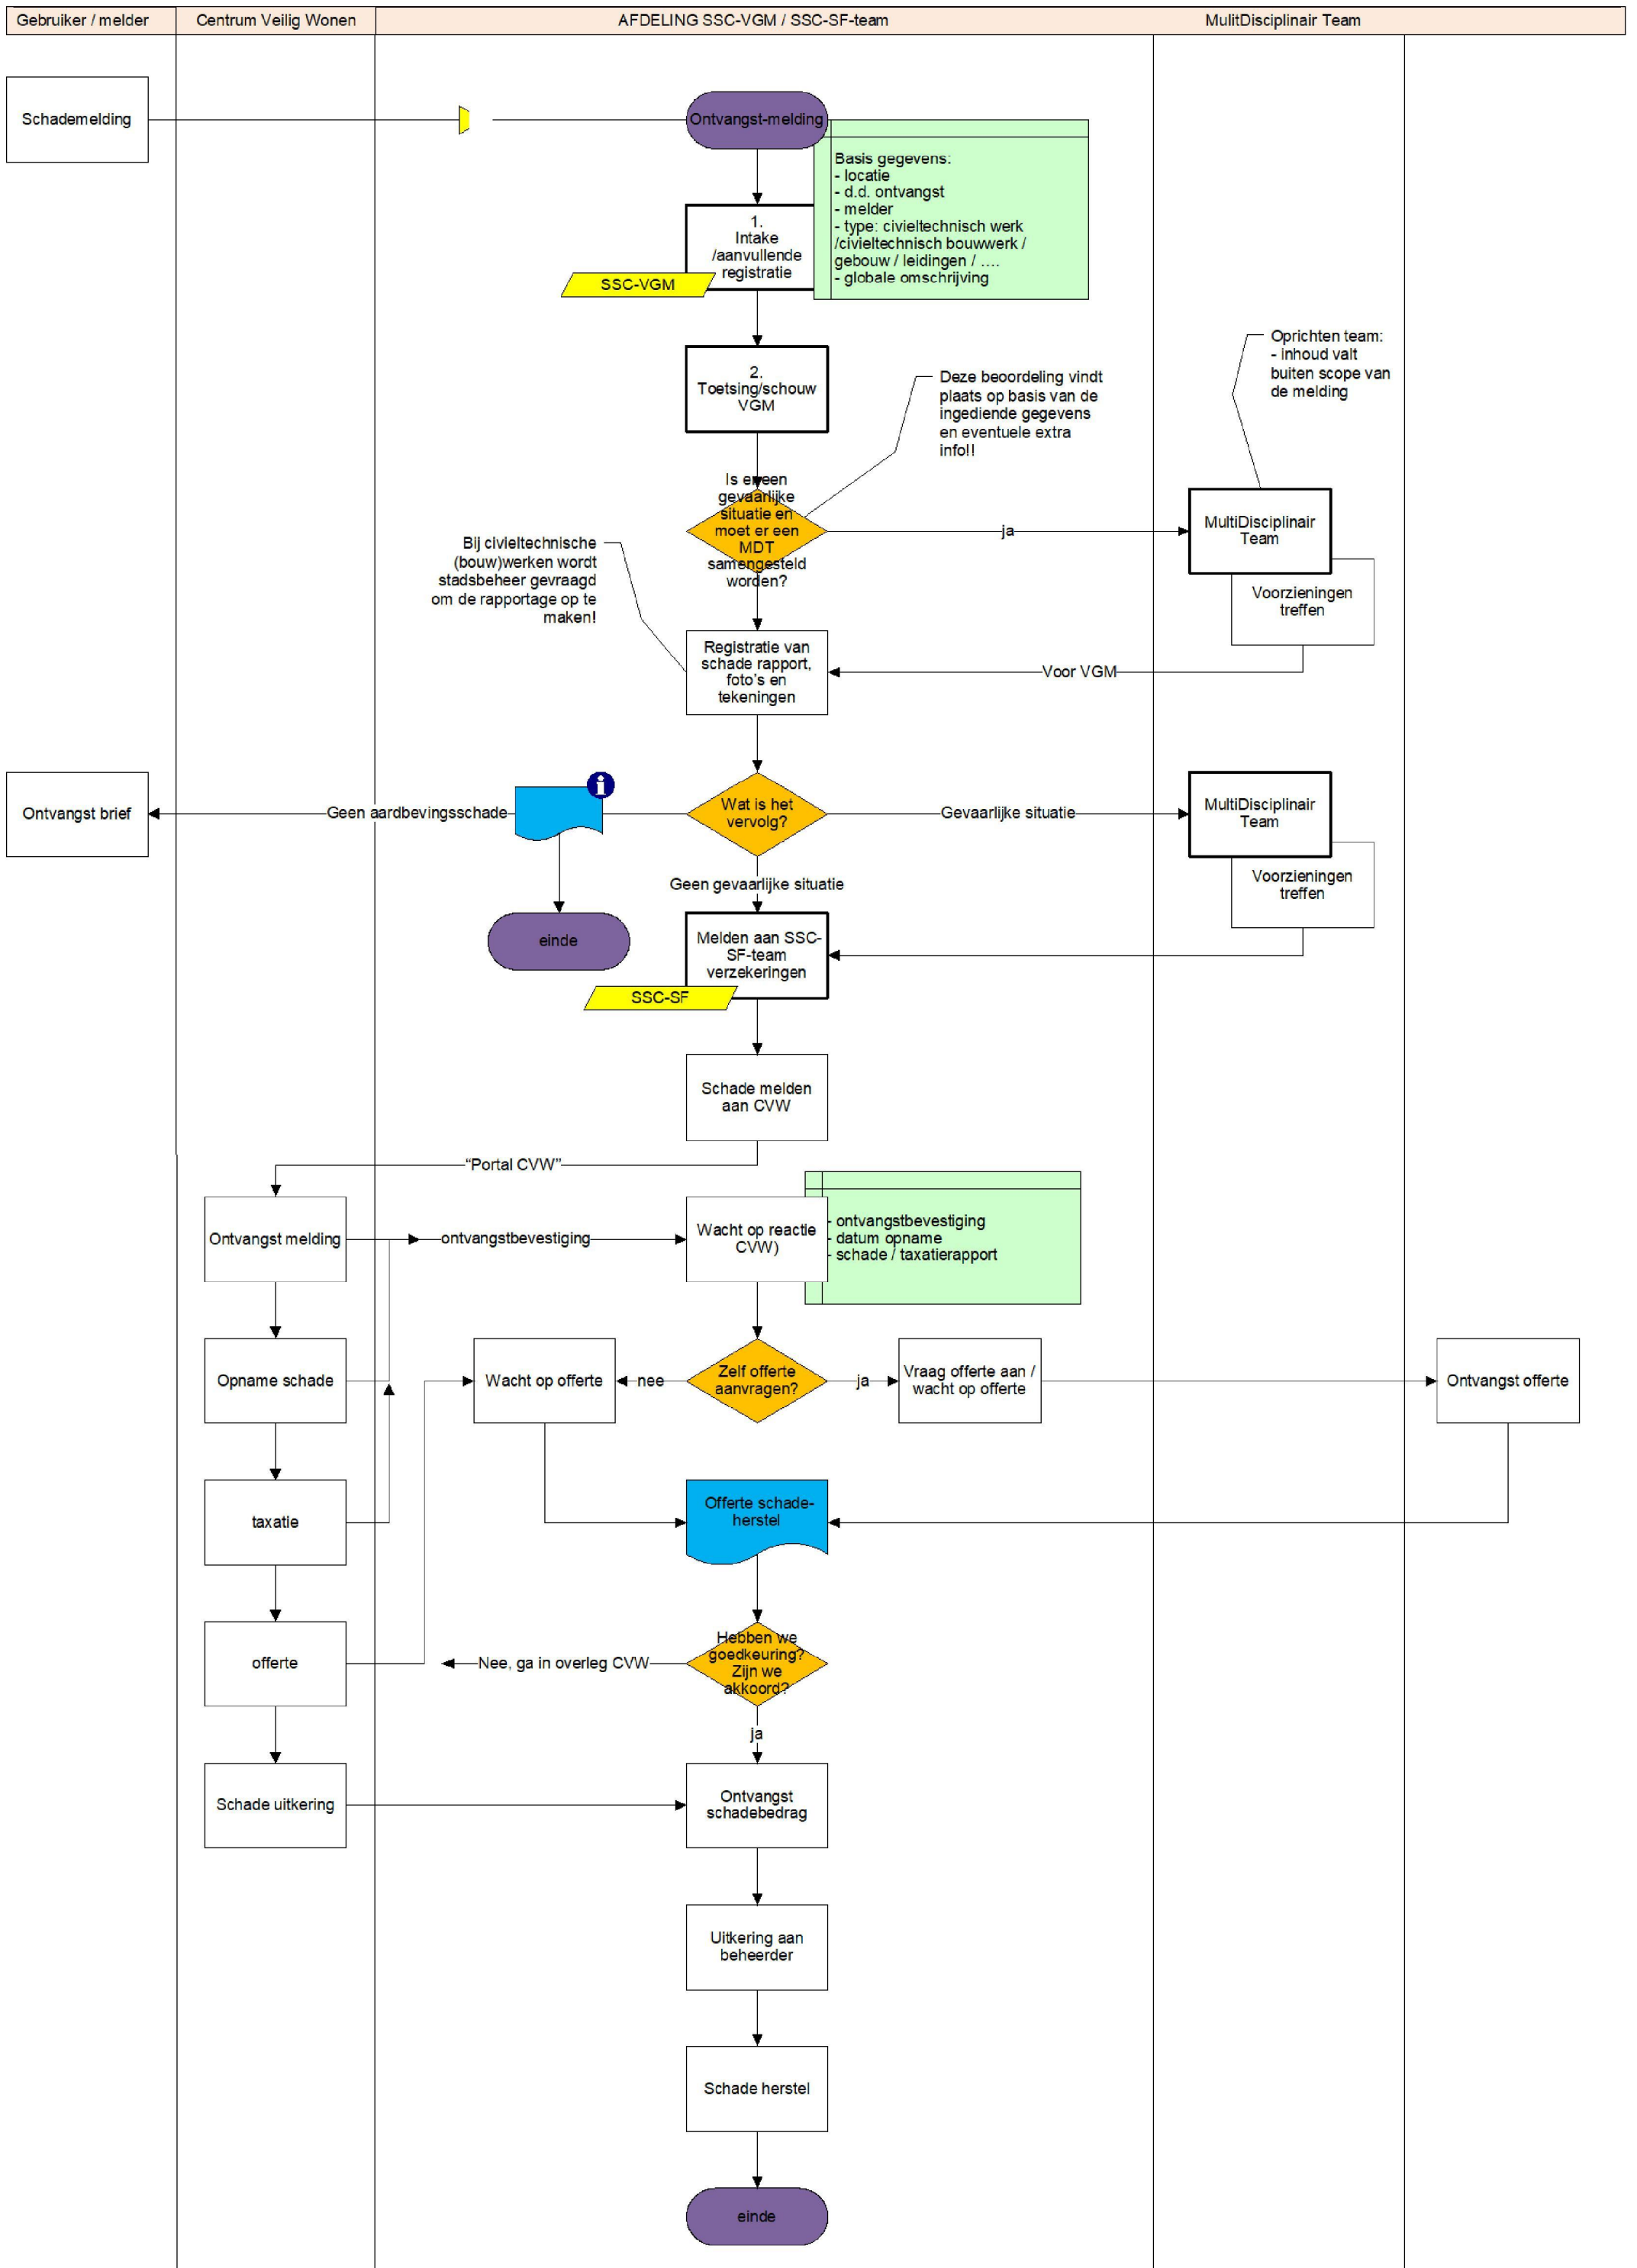 Gebruiker / melder
Centrum Veilig Wonen
AFDELING SSC-VGM / SSC-SF-team
MulitDisciplinair Team
Schademelding
Ontvangst-melding
Basis gegevens:
- locatie
- d.d. ontvangst
- melder
- type: civieltechnisch werk
/civieltechnisch bouwwerk /
gebouw / leidingen / ....
- globale omschrijving
1.
Intake
/aanvullende
registratie
SSC-VGM
2.
Toetsing/schouw
VGM
Deze beoordeling vindt
plaats op basis van de
ingediende gegevens
en eventuele extra
info!!
Oprichten team:
- inhoud valt
buiten scope van
de melding
Is er een
gevaarlijke
situatie en
moet er een
MDT
samengesteld
worden?
ja
MultiDisciplinair
Team
Voorzieningen
treffen
Bij civieltechnische
(bouw)werken wordt
stadsbeheer gevraagd
om de rapportage op te
maken!
Registratie van
schade rapport,
foto's en
tekeningen
Voor VGM
Ontvangst brief
Geen aardbevingsschade
i
Wat is het
vervolg?
Gevaarlijke situatie
MultiDisciplinair
Team
Voorzieningen
treffen
Geen gevaarlijke situatie
einde
Melden aan SSC-
SF-team
verzekeringen
SSC-SF
Schade melden
aan CVW
“Portal CVW”
Ontvangst melding
ontvangstbevestiging
Wacht op reactie
CVW)
- ontvangstbevestiging
- datum opname
- schade / taxatierapport
Opname schade
Wacht op offerte
nee
Zelf offerte
aanvragen?
ja
Vraag offerte aan /
wacht op offerte
Ontvangst offerte
taxatie
Offerte schade-
herstel
offerte
Nee, ga in overleg CVW
Hebben we
goedkeuring?
Zijn we
akkoord?
ja
Schade uitkering
Ontvangst
schadebedrag
Uitkering aan
beheerder
Schade herstel
einde